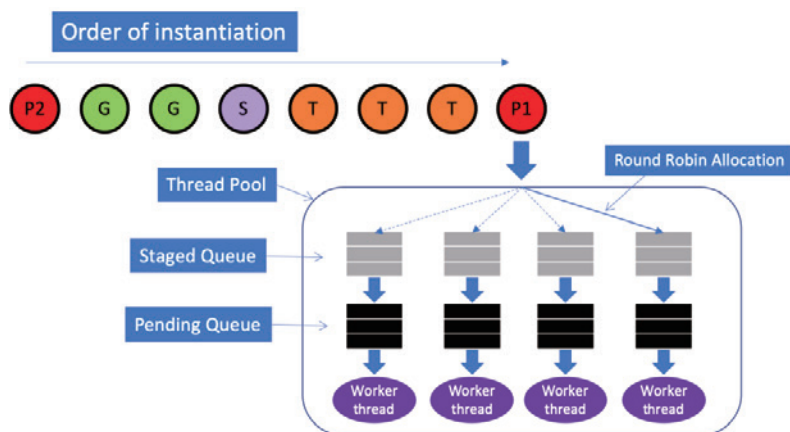 Order of instantiation
P2 G G S T T T P1
Round Robin Allocation
Thread Pool
Staged Queue
Pending Queue
Worker thread
Worker thread
Worker thread
Worker thread